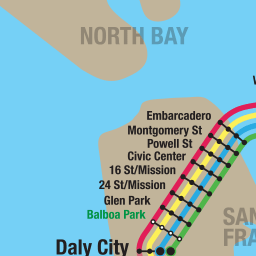 NORTH BAY
Embarcadero
Montgomery St
Powell St
Civic Center
16 St/Mission
24 St/Mission
Glen Park
Balboa Park
SAN
FRA
Daly City